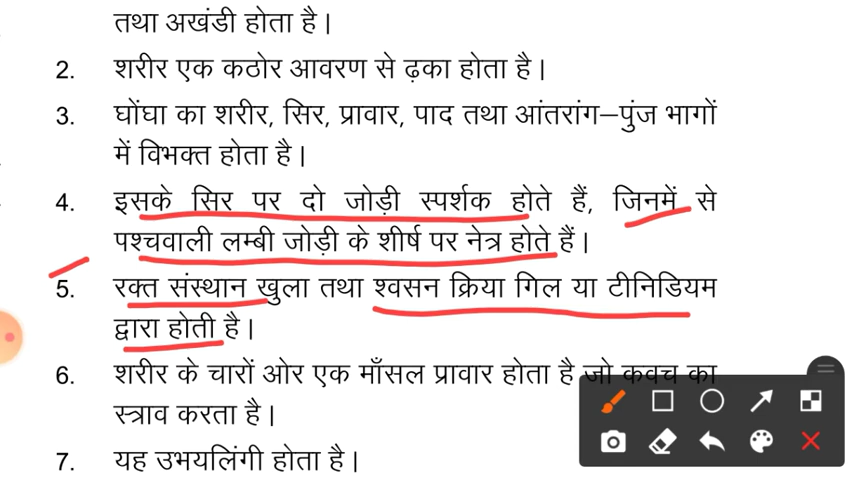 तथा अखंडी होता है।
2. शरीर एक कठोर आवरण से ढ़का होता है।
3. घोंघा का शरीर, सिर, प्रावार, पाद तथा आंतरांग–पुंज भागों
में विभक्त होता है।
4. इसके सिर पर दो जोड़ी स्पर्शक होते हैं, जिनमें से
पश्चवाली लम्बी जोड़ी के शीर्ष पर नेत्र होते हैं।
5. रक्त संस्थान खुला तथा श्वसन क्रिया गिल या टीनिडियम
द्वारा होती है।
6. शरीर के चारों ओर एक माँसल प्रावार होता है जो कवच का
स्त्राव करता है।
7. यह उभयलिंगी होता है।